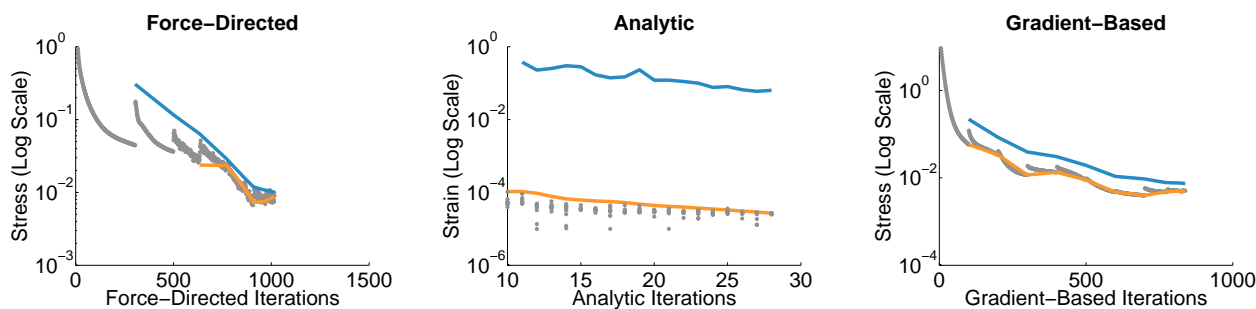 Force−Directed
10^0
10^−1
10^−2
10^−3
Stress (Log Scale)
0 500 1000 1500
Force−Directed Iterations
Analytic
10^0
10^−2
10^−4
10^−6
Strain (Log Scale)
10 15 20 25 30
Analytic Iterations
Gradient−Based
10^0
10^−2
10^−4
Stress (Log Scale)
0 500 1000
Gradient−Based Iterations